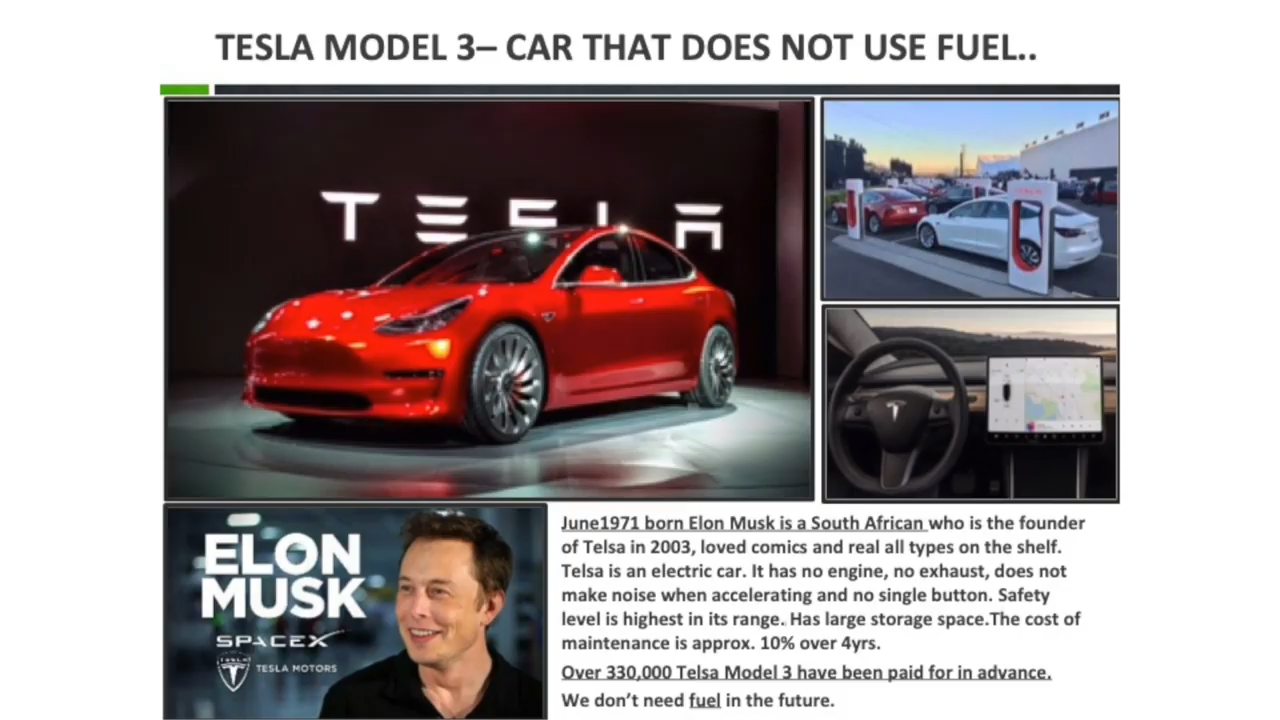 TESLA MODEL 3– CAR THAT DOES NOT USE FUEL..
TESLA
ELON
MUSK
SPACEX
TESLA
TESLA MOTORS
June1971 born Elon Musk is a South African who is the founder
of Telsa in 2003, loved comics and real all types on the shelf.
Telsa is an electric car. It has no engine, no exhaust, does not
make noise when accelerating and no single button. Safety
level is highest in its range. Has large storage space.The cost of
maintenance is approx. 10% over 4yrs.
Over 330,000 Telsa Model 3 have been paid for in advance.
We don't need fuel in the future.